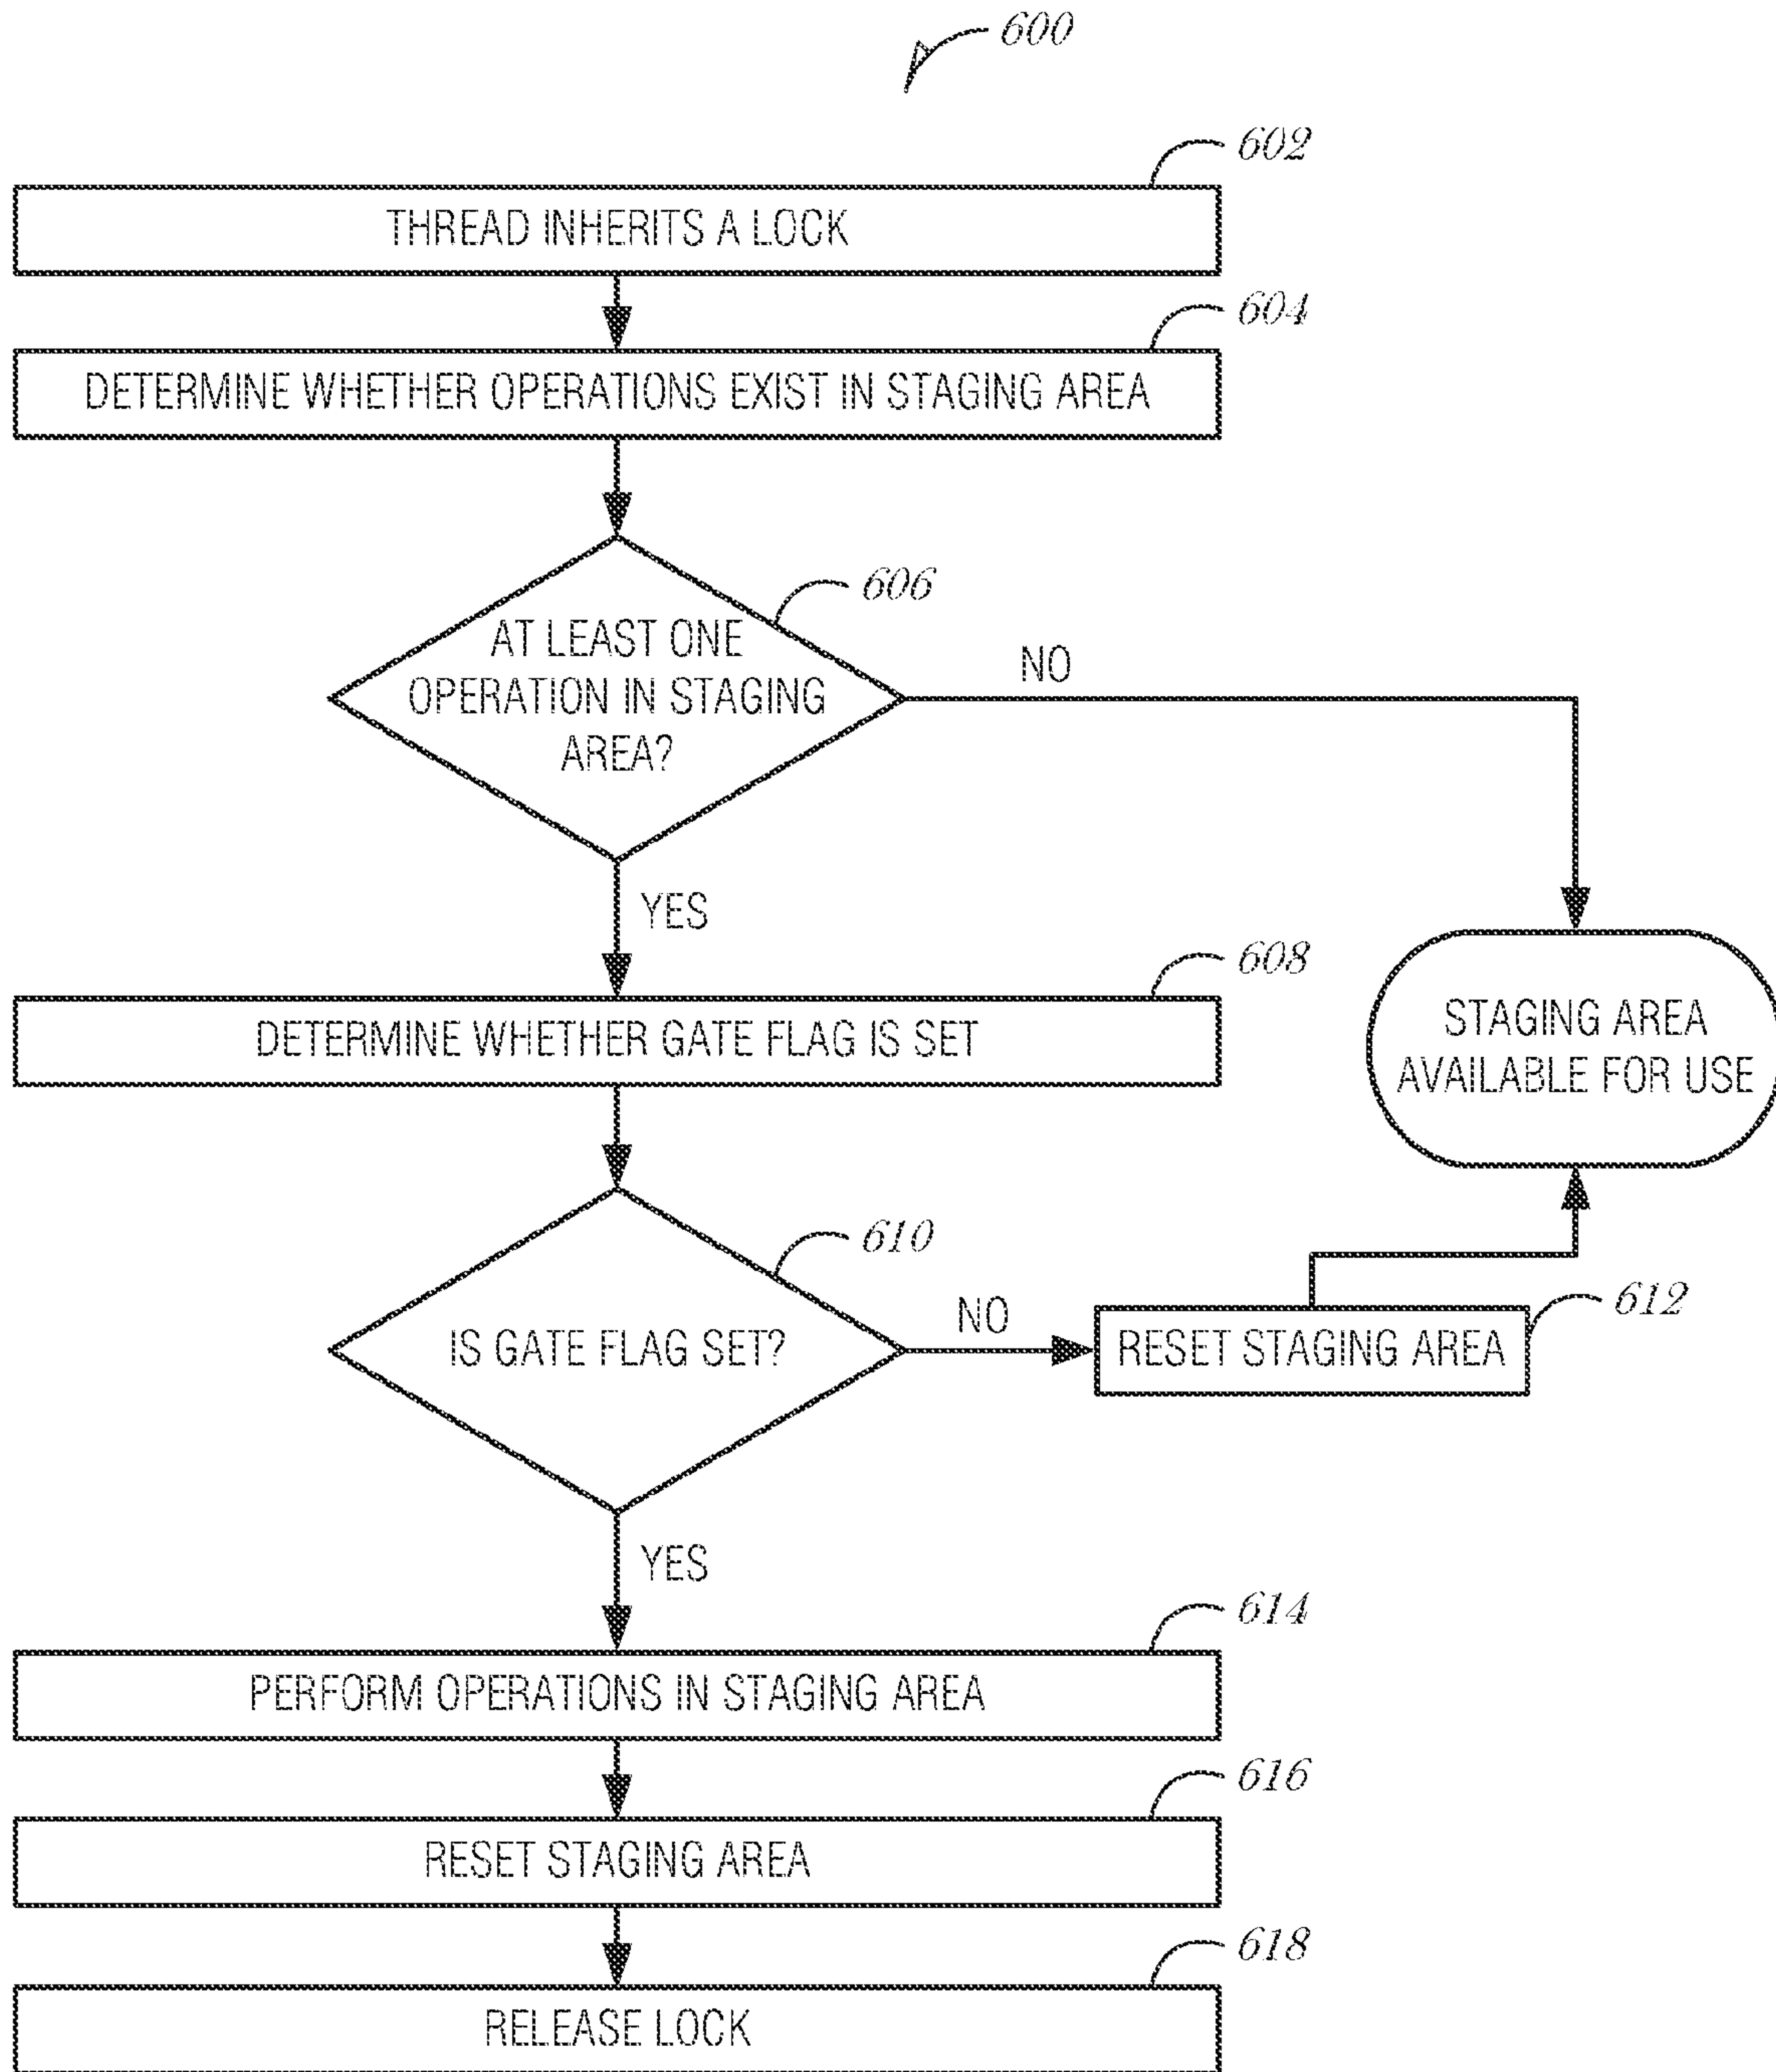 600
602
THREAD INHERITS A LOCK
604
DETERMINE WHETHER OPERATIONS EXIST IN STAGING AREA
606
AT LEAST ONE
OPERATION IN STAGING
AREA?
NO
YES
608
DETERMINE WHETHER GATE FLAG IS SET
STAGING AREA
AVAILABLE FOR USE
610
IS GATE FLAG SET?
NO
612
RESET STAGING AREA
YES
614
PERFORM OPERATIONS IN STAGING AREA
616
RESET STAGING AREA
618
RELEASE LOCK